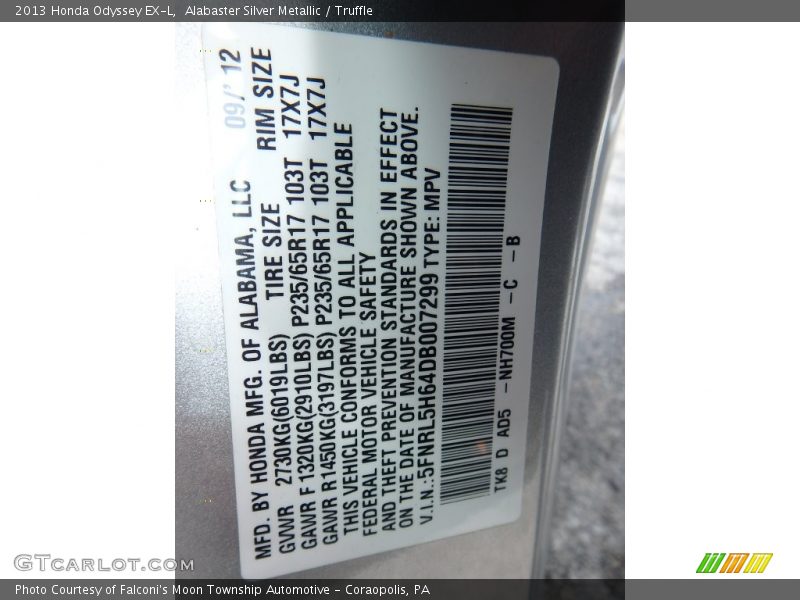 2013 Honda Odyssey EX-L,  Alabaster Silver Metallic / Truffle
MFD. BY HONDA MFG. OF ALABAMA, LLC 09/' 12
GVWR 2730KG(6019LBS) TIRE SIZE RIM SIZE
GAWR F 1320KG(2910LBS) P235/65R17 103T 17X7J
GAWR R1450KG(3197LBS) P235/65R17 103T 17X7J
THIS VEHICLE CONFORMS TO ALL APPLICABLE
FEDERAL MOTOR VEHICLE SAFETY
AND THEFT PREVENTION STANDARDS IN EFFECT
ON THE DATE OF MANUFACTURE SHOWN ABOVE.
V.I.N.:5FNRL5H64DB007299 TYPE: MPV
TK8 D AD5 -NH700M -C -B
GTCARLOT.COM
Photo Courtesy of Falconi's Moon Township Automotive - Coraopolis, PA